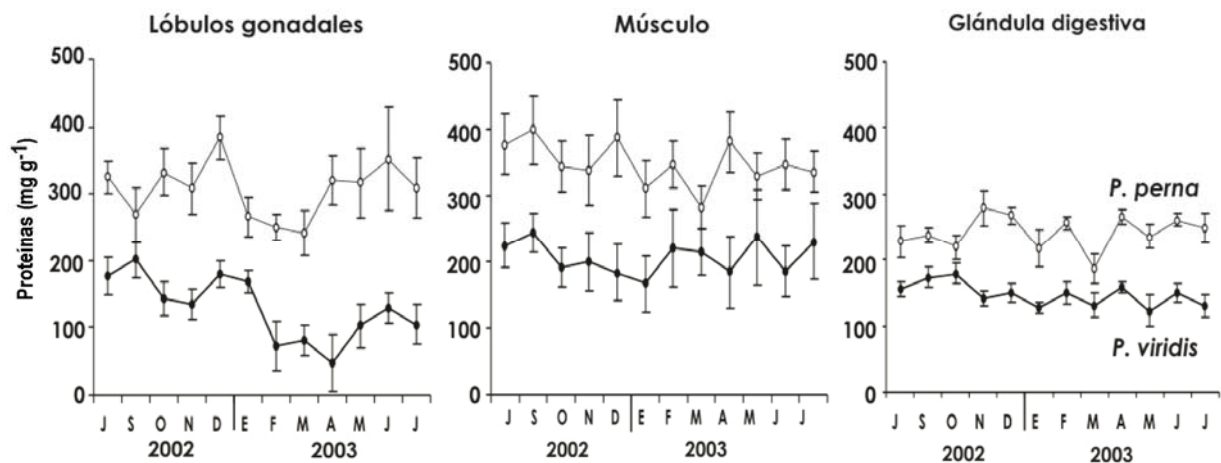 Lóbulos gonadales
Músculo
Glándula digestiva
Proteínas (mg g-1)
500
400
300
200
100
0
J S O N D E F M A M J J
2002 2003
500
400
300
200
100
0
J S O N D E F M A M J J
2002 2003
500
400
300
200
100
0
P. perna
P. viridis
J S O N D E F M A M J J
2002 2003